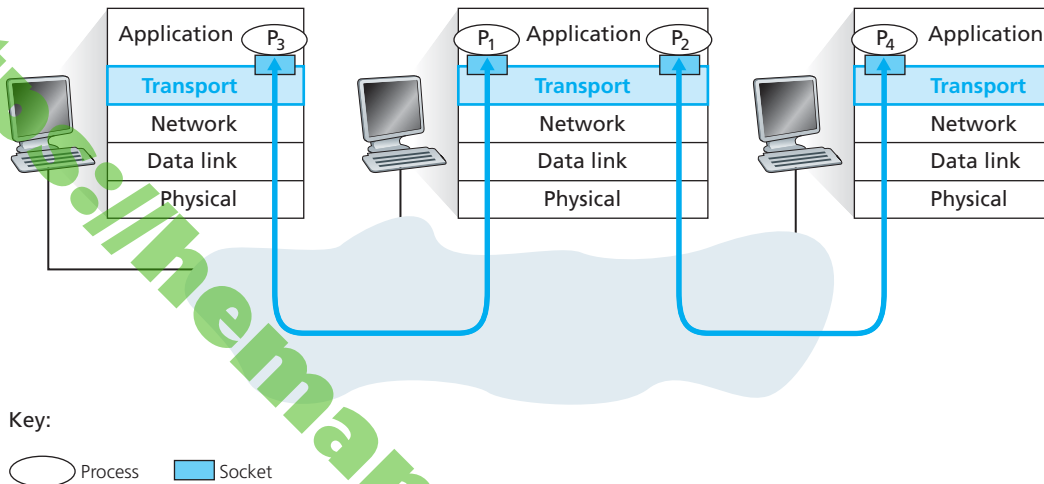 Application P3
Transport
Network
Data link
Physical
P1 Application P2
Transport
Network
Data link
Physical
P4 Application
Transport
Network
Data link
Physical
Key:
Process
Socket